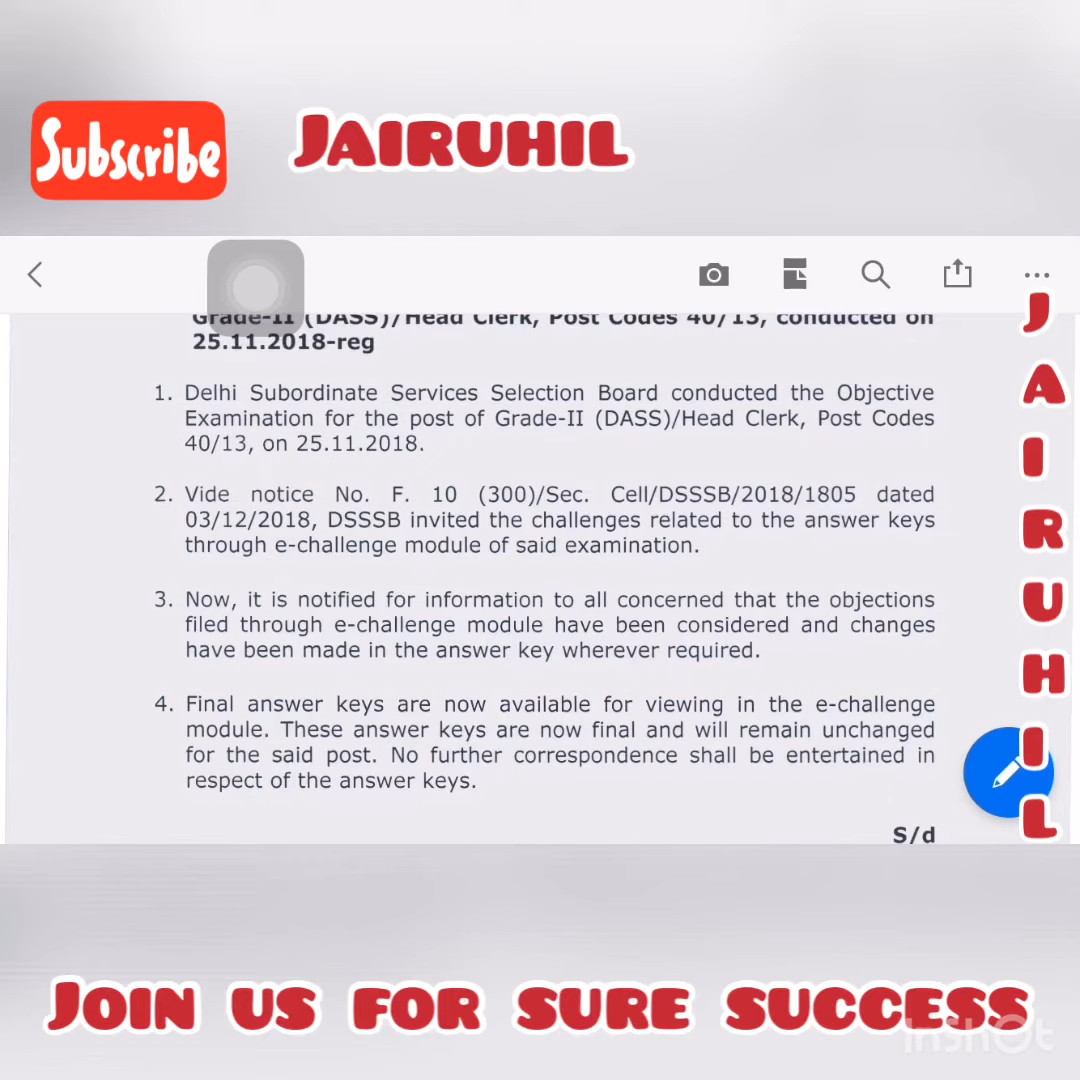 Subscribe
JAIRUHIL
Grade-II (DASS)/Head Clerk, Post Codes 40/13, conducted on
25.11.2018-reg
1. Delhi Subordinate Services Selection Board conducted the Objective
Examination for the post of Grade-II (DASS)/Head Clerk, Post Codes
40/13, on 25.11.2018.
2. Vide notice No. F. 10 (300)/Sec. Cell/DSSSB/2018/1805 dated
03/12/2018, DSSSB invited the challenges related to the answer keys
through e-challenge module of said examination.
3. Now, it is notified for information to all concerned that the objections
filed through e-challenge module have been considered and changes
have been made in the answer key wherever required.
4. Final answer keys are now available for viewing in the e-challenge
module. These answer keys are now final and will remain unchanged
for the said post. No further correspondence shall be entertained in
respect of the answer keys.
S/d
J
A
I
R
U
H
I
L
JOIN US FOR SURE SUCCESS
InShot